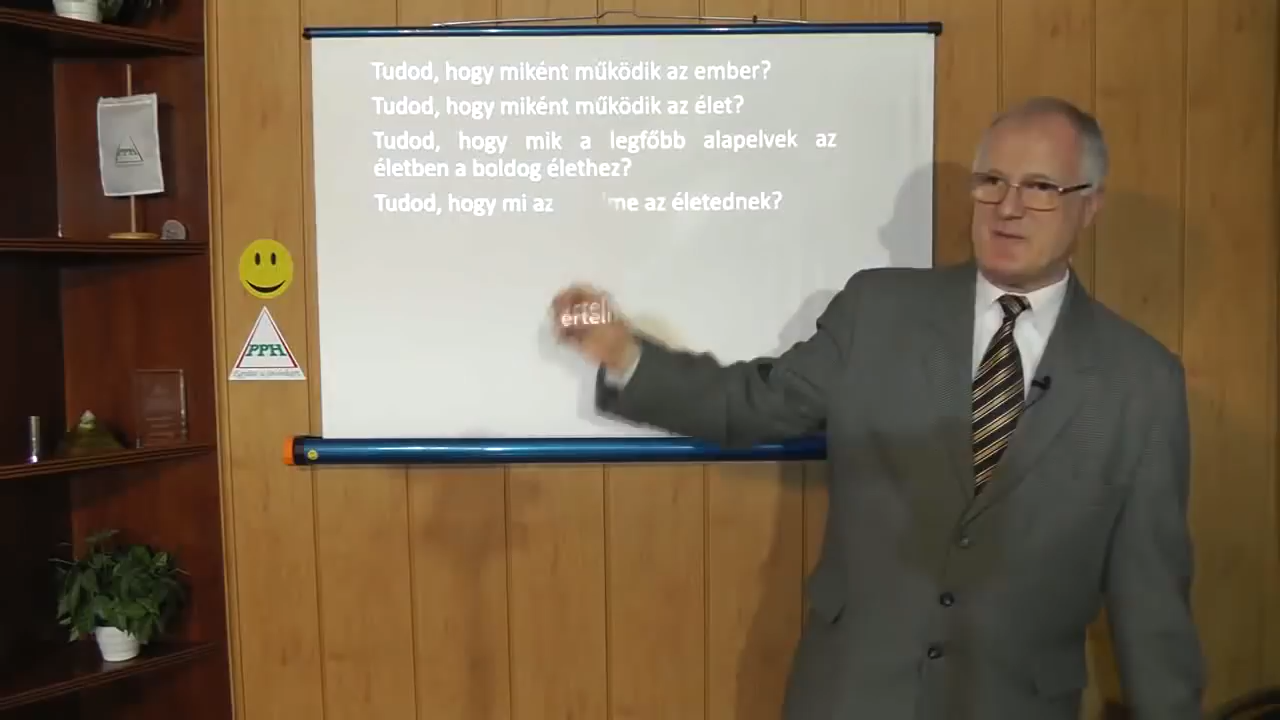 Tudod, hogy miként működik az ember?
Tudod, hogy miként működik az élet?
Tudod, hogy mik a legfőbb alapelvek az
életben a boldog élethez?
Tudod, hogy mi az értelme az életednek?
PPH